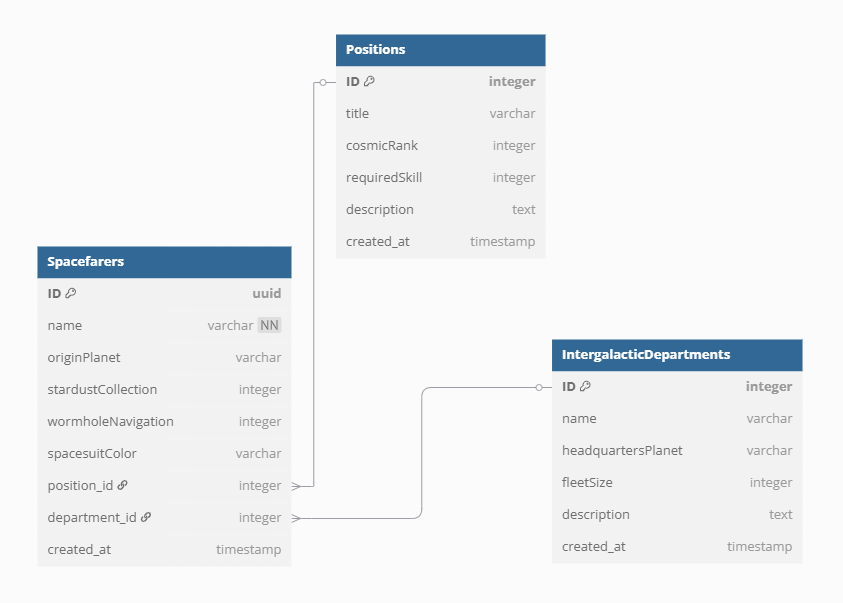 Positions
ID integer
title varchar
cosmicRank integer
requiredSkill integer
description text
created_at timestamp
Spacefarers
ID uuid
name varchar NN
originPlanet varchar
stardustCollection integer
wormholeNavigation integer
spacesuitColor varchar
position_id integer
department_id integer
created_at timestamp
IntergalacticDepartments
ID integer
name varchar
headquartersPlanet varchar
fleetSize integer
description text
created_at timestamp